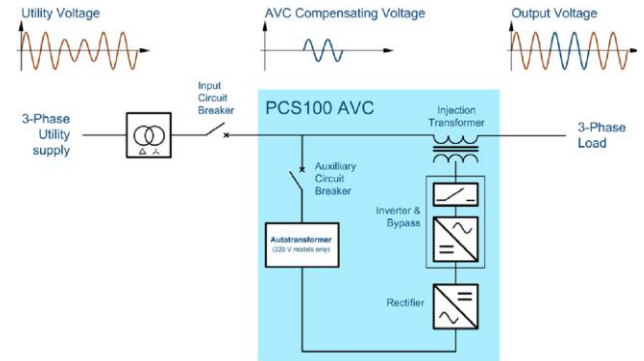 Utility Voltage
AVC Compensating Voltage
Output Voltage
Input
Circuit
Breaker
PCS100 AVC
Injection
Transformer
3-Phase
Utility
supply
3-Phase
Load
Auxilliary
Circuit
Breaker
Inverter &
Bypass
Autotransformer
(220 V models only)
Rectifier